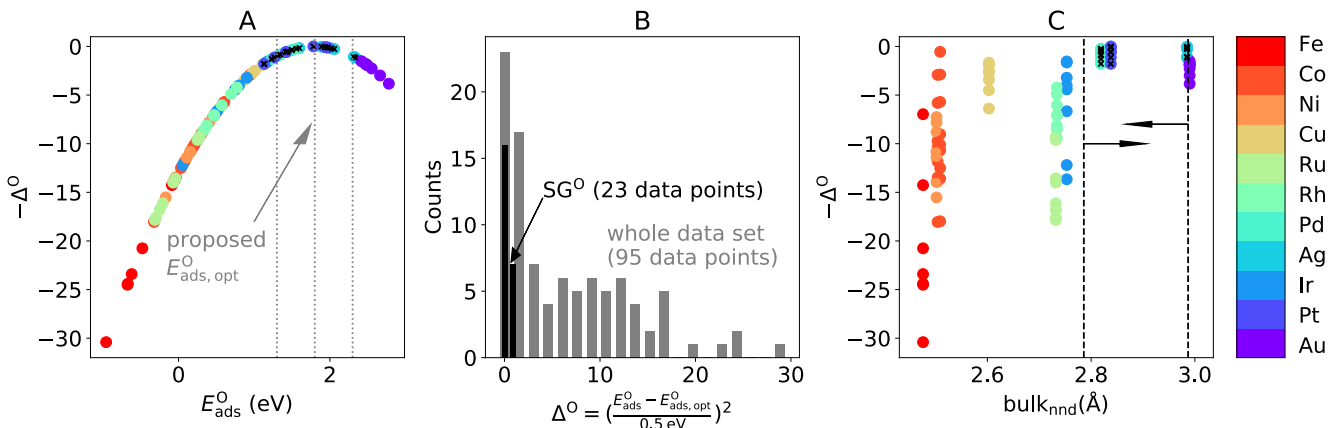 A
B
C
0
−5
−10
−15
−20
−25
−30
−Δ^O
0
2
E^O_ads (eV)
proposed
E^O_ads, opt
20
15
10
5
0
Counts
0
10
20
30
SG^O (23 data points)
whole data set
(95 data points)
Δ^O = (\frac{E^O_ads − E^O_ads, opt}{0.5 eV})^2
0
−5
−10
−15
−20
−25
−30
−Δ^O
2.6
2.8
3.0
bulk_nnd(Å)
Fe
Co
Ni
Cu
Ru
Rh
Pd
Ag
Ir
Pt
Au